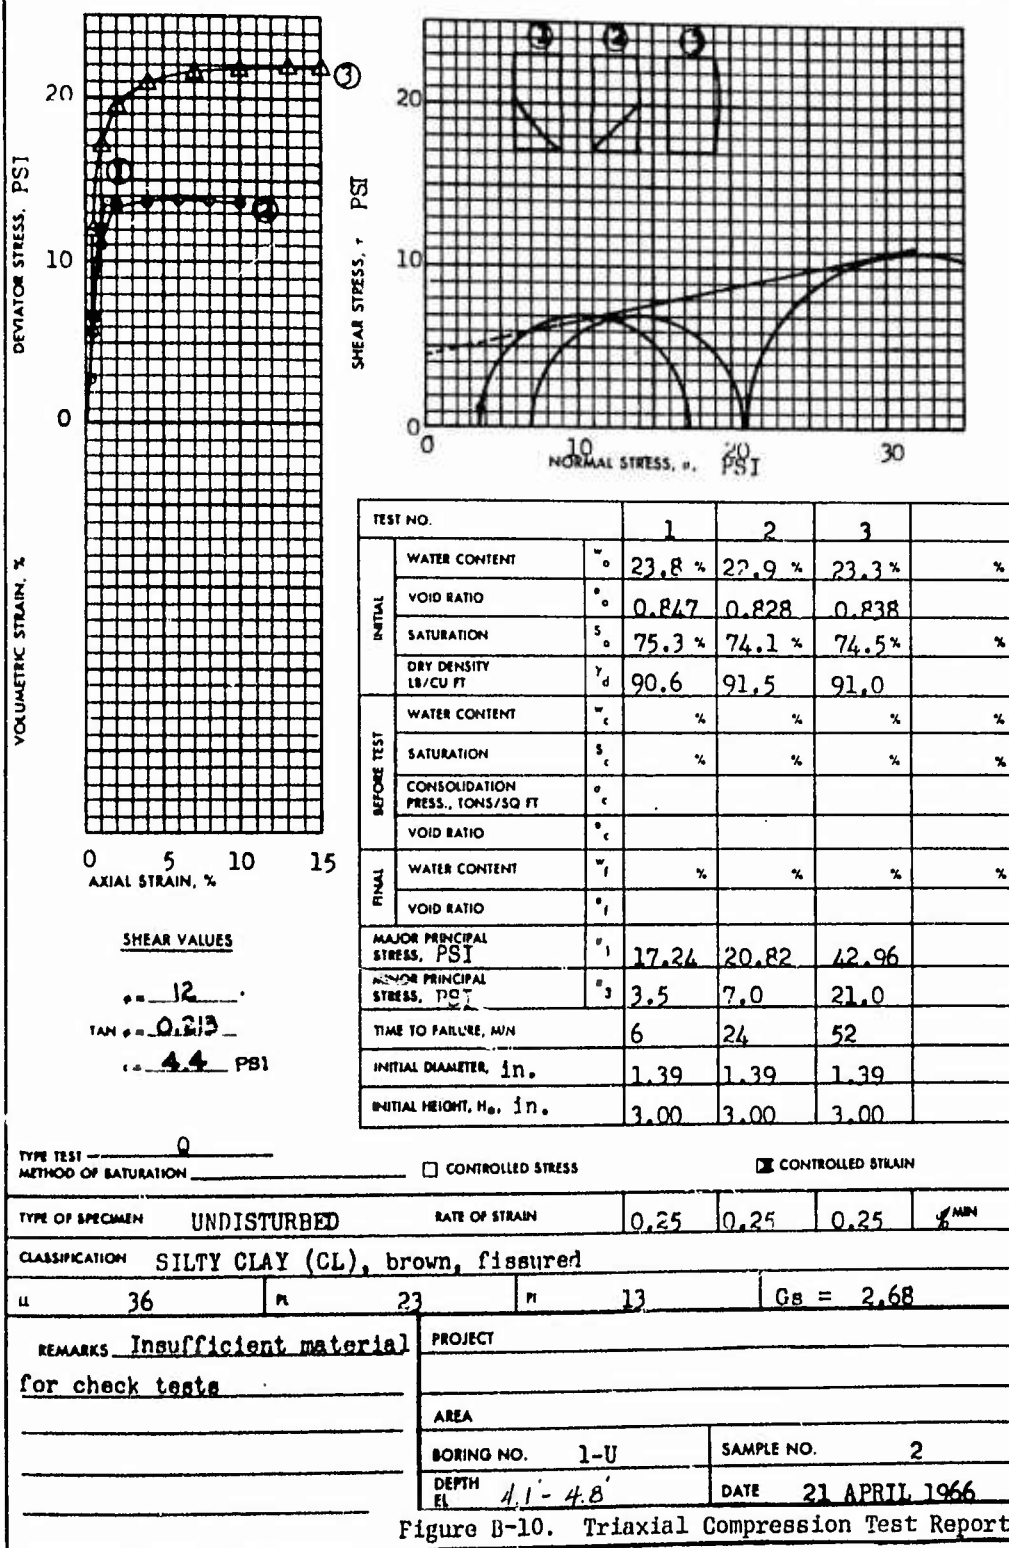 20
10
0
DEVIATOR STRESS, PSI
VOLUMETRIC STRAIN, %
0 5 10 15
AXIAL STRAIN, %
1
2
3
1 2 3
20
10
0
SHEAR STRESS, τ PSI
0 10 20 30
NORMAL STRESS, σ, PSI
SHEAR VALUES
φ = 12 °
TAN φ = 0.213
c = 4.4 PSI
TEST NO. 1 2 3
INITIAL
WATER CONTENT w o 23.8 % 22.9 % 23.3 % %
VOID RATIO e o 0.847 0.828 0.838
SATURATION S o 75.3 % 74.1 % 74.5 % %
DRY DENSITY LB/CU FT γ d 90.6 91.5 91.0
BEFORE TEST
WATER CONTENT w c % % % %
SATURATION S c % % % %
CONSOLIDATION PRESS., TONS/SQ FT σ c
VOID RATIO e c
FINAL
WATER CONTENT w f % % % %
VOID RATIO e f
MAJOR PRINCIPAL STRESS, PSI σ 1 17.24 20.82 42.96
MINOR PRINCIPAL STRESS, PSI σ 3 3.5 7.0 21.0
TIME TO FAILURE, MIN 6 24 52
INITIAL DIAMETER, in. 1.39 1.39 1.39
INITIAL HEIGHT, H o, in. 3.00 3.00 3.00
TYPE TEST Q
METHOD OF SATURATION CONTROLLED STRESS CONTROLLED STRAIN
TYPE OF SPECIMEN UNDISTURBED RATE OF STRAIN 0.25 0.25 0.25 %/MIN
CLASSIFICATION SILTY CLAY (CL), brown, fissured
LL 36 PL 23 PI 13 Gs = 2.68
REMARKS Insufficient material
for check tests
PROJECT
AREA
BORING NO. 1-U SAMPLE NO. 2
DEPTH EL 4.1' - 4.8' DATE 21 APRIL 1966
Figure B-10. Triaxial Compression Test Report